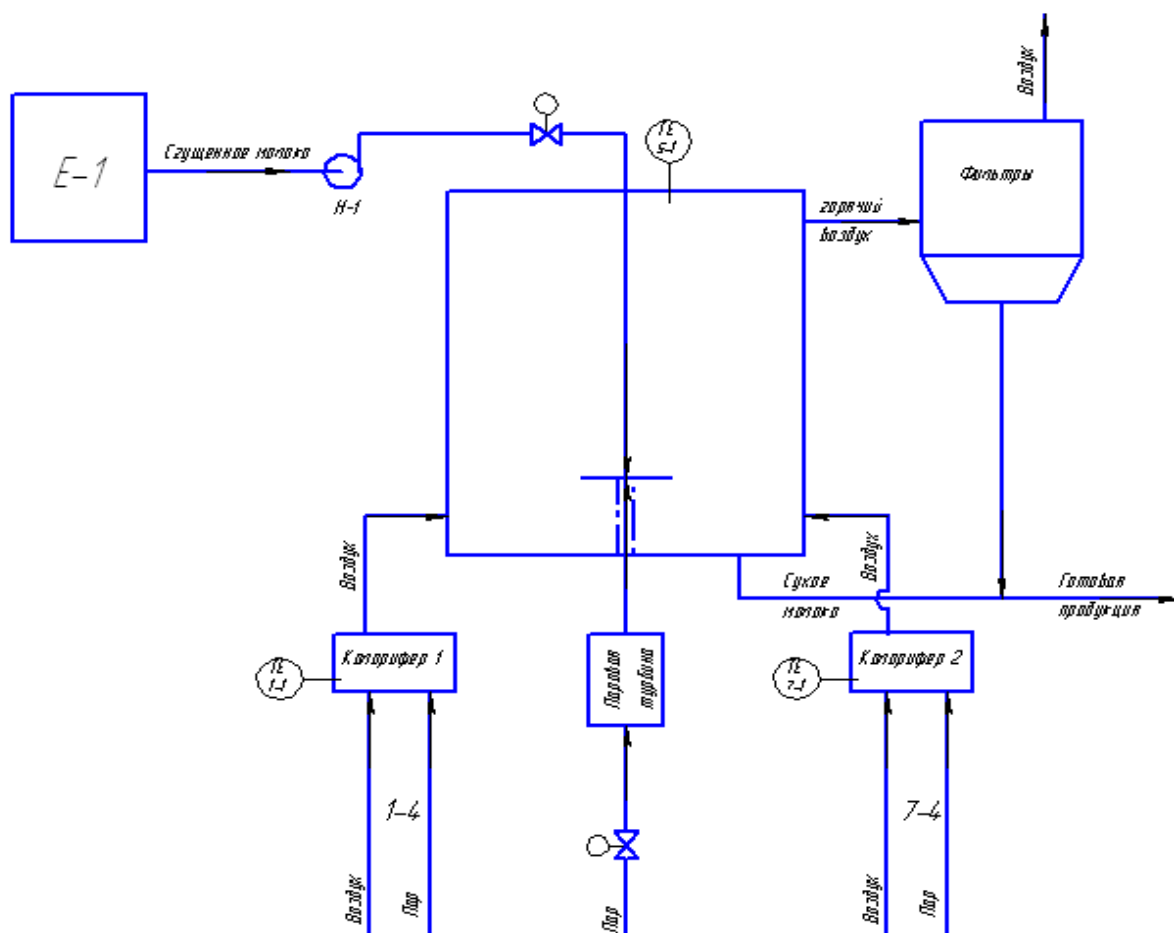 Воздух
TE
5-1
E-1
Сгущенное молоко
Н-1
горячий
воздух
Фильтры
Воздух
Воздух
Сухое
молоко
Готовая
продукция
TE
1-1
Калорифер 1
Паровая
турбина
TE
7-1
Калорифер 2
1-4
7-4
Воздух
Пар
Пар
Воздух
Пар